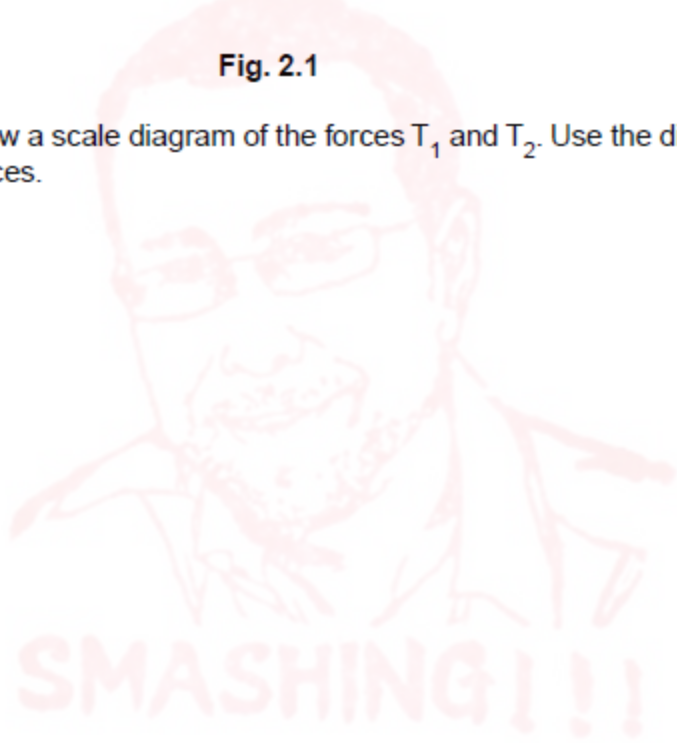 Fig. 2.1
w a scale diagram of the forces T₁ and T₂. Use the d
ces.
SMASHING!!!